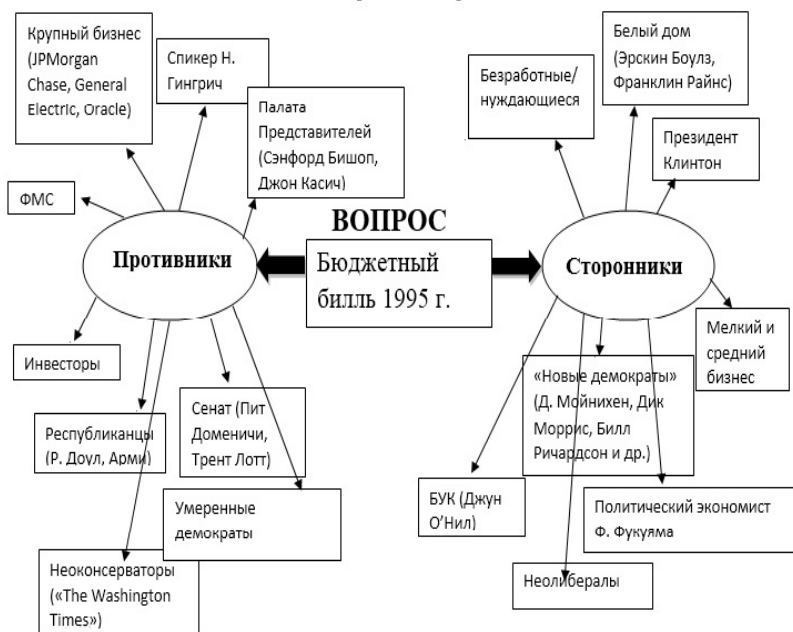 Крупный бизнес
(JPMorgan
Chase, General
Electric, Oracle)
Спикер Н.
Гингрич
Палата
Представителей
(Сэнфорд Бишоп,
Джон Касич)
ФМС
Противники
Инвесторы
Республиканцы
(Р. Доул, Арми)
Сенат (Пит
Доменичи,
Трент Лотт)
Умеренные
демократы
Неоконсерваторы
(«The Washington
Times»)
ВОПРОС
Бюджетный
билль 1995 г.
Безработные/
нуждающиеся
Белый дом
(Эрскин Боулз,
Франклин Райнс)
Президент
Клинтон
Сторонники
Мелкий и
средний
бизнес
«Новые демократы»
(Д. Мойнихен, Дик
Моррис, Билл
Ричардсон и др.)
БУК (Джун
О’Нил)
Политический экономист
Ф. Фукуяма
Неолибералы